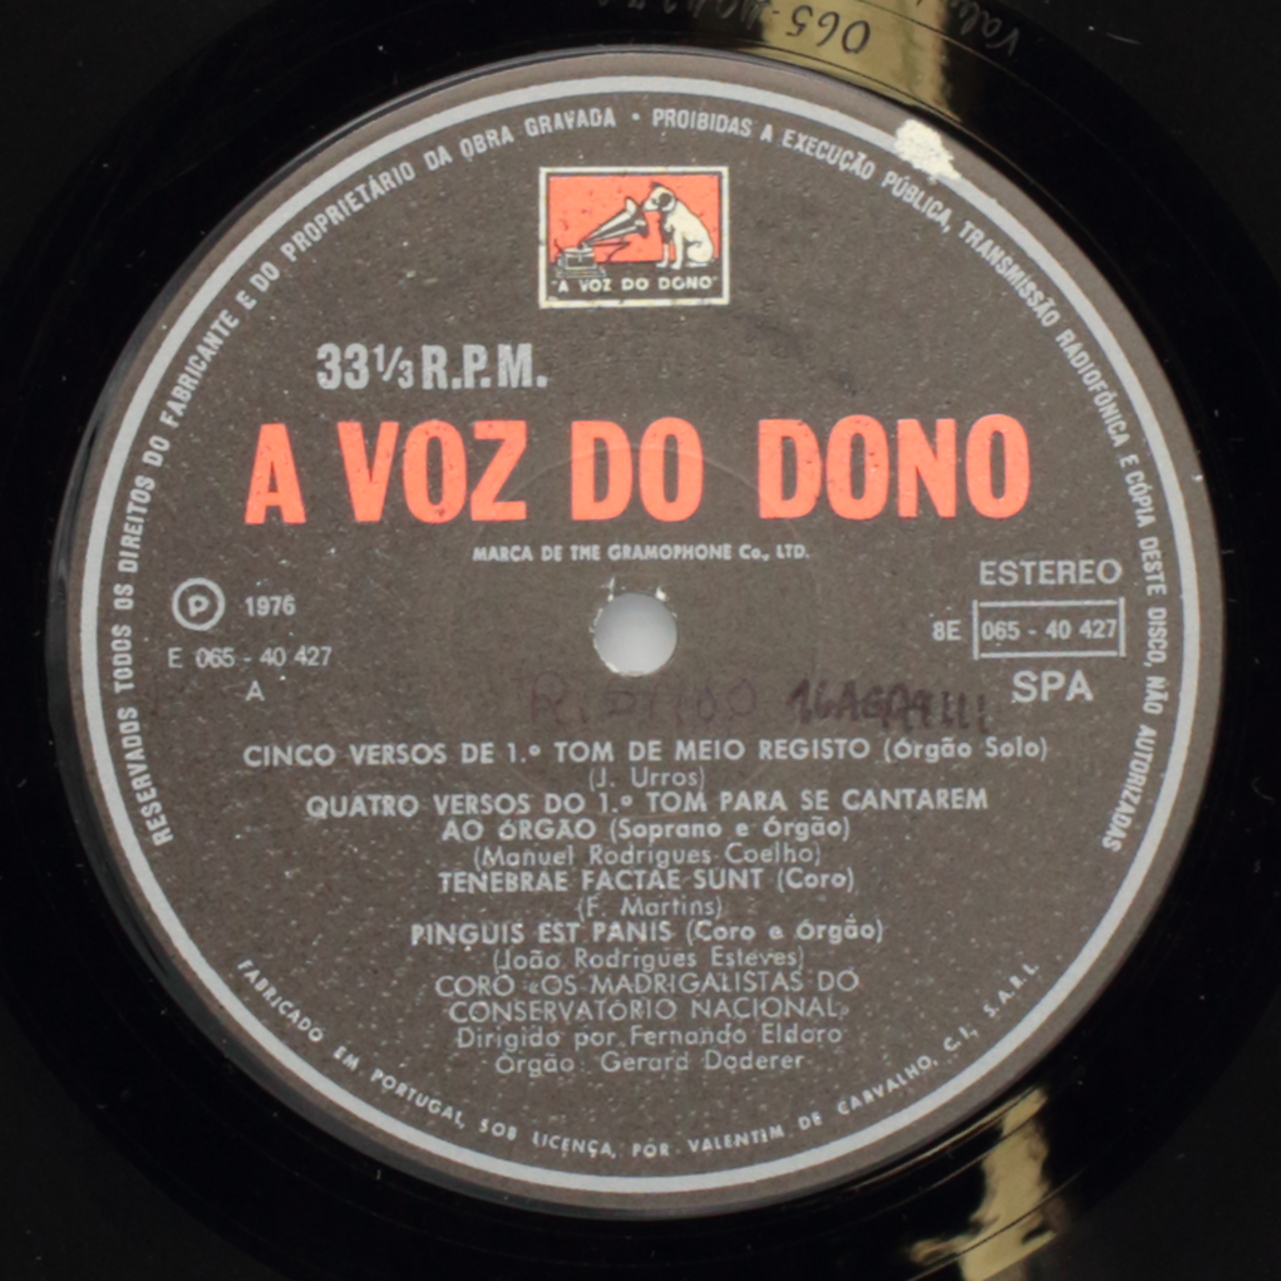 065-
RESERVADOS TODOS OS DIREITOS DO FABRICANTE E DO PROPRIETÁRIO DA OBRA GRAVADA • PROIBIDAS A EXECUÇÃO PÚBLICA, TRANSMISSÃO RADIOFÓNICA E CÓPIA DESTE DISCO, NÃO AUTORIZADAS
"A VOZ DO DONO"
33 1/3 R.P.M.
A VOZ DO DONO
MARCA DE THE GRAMOPHONE Co., LTD.
℗ 1976
E 065 - 40 427
A
ESTEREO
8E 065 - 40 427
SPA
CINCO VERSOS DE 1.º TOM DE MEIO REGISTO (órgão Solo)
(J. Urros)
QUATRO VERSOS DO 1.º TOM PARA SE CANTAREM
AO ÓRGÃO (Soprano e órgão)
(Manuel Rodrigues Coelho)
TENEBRAE FACTAE SUNT (Coro)
(F. Martins)
PINGUIS EST PANIS (Coro e órgão)
(João Rodrigues Esteves)
CORO «OS MADRIGALISTAS DO
CONSERVATÓRIO NACIONAL»
Dirigido por Fernando Eldoro
Órgão: Gerard Doderer
FABRICADO EM PORTUGAL, SOB LICENÇA, POR VALENTIM DE CARVALHO, C. I., S. A. R. L.